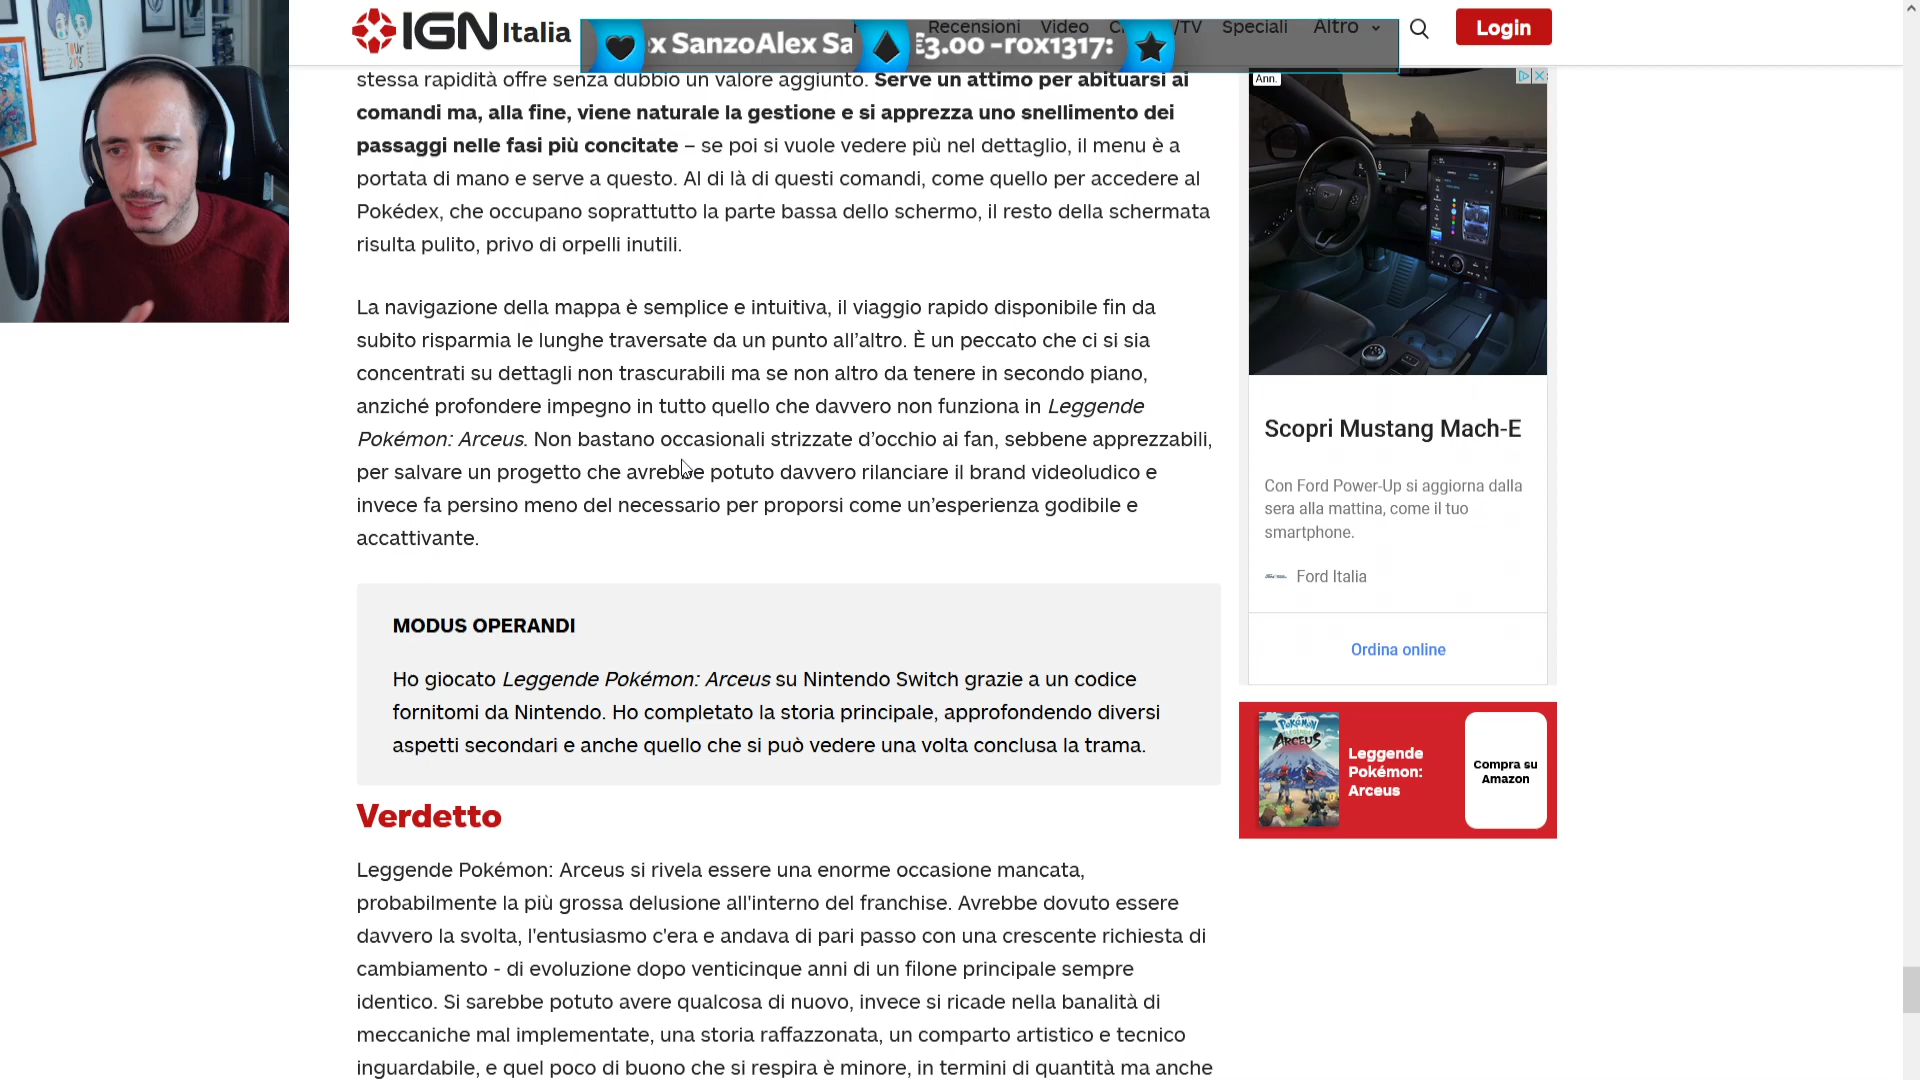 IGN Italia
Recensioni Video /TV Speciali Altro
Login
x SanzoAlex Sa
€3.00 -rox1317:
stessa rapidità offre senza dubbio un valore aggiunto. Serve un attimo per abituarsi ai
comandi ma, alla fine, viene naturale la gestione e si apprezza uno snellimento dei
passaggi nelle fasi più concitate – se poi si vuole vedere più nel dettaglio, il menu è a
portata di mano e serve a questo. Al di là di questi comandi, come quello per accedere al
Pokédex, che occupano soprattutto la parte bassa dello schermo, il resto della schermata
risulta pulito, privo di orpelli inutili.
La navigazione della mappa è semplice e intuitiva, il viaggio rapido disponibile fin da
subito risparmia le lunghe traversate da un punto all’altro. È un peccato che ci si sia
concentrati su dettagli non trascurabili ma se non altro da tenere in secondo piano,
anziché profondere impegno in tutto quello che davvero non funziona in Leggende
Pokémon: Arceus. Non bastano occasionali strizzate d’occhio ai fan, sebbene apprezzabili,
per salvare un progetto che avrebbe potuto davvero rilanciare il brand videoludico e
invece fa persino meno del necessario per proporsi come un’esperienza godibile e
accattivante.
MODUS OPERANDI
Ho giocato Leggende Pokémon: Arceus su Nintendo Switch grazie a un codice
fornitomi da Nintendo. Ho completato la storia principale, approfondendo diversi
aspetti secondari e anche quello che si può vedere una volta conclusa la trama.
Verdetto
Leggende Pokémon: Arceus si rivela essere una enorme occasione mancata,
probabilmente la più grossa delusione all'interno del franchise. Avrebbe dovuto essere
davvero la svolta, l'entusiasmo c'era e andava di pari passo con una crescente richiesta di
cambiamento - di evoluzione dopo venticinque anni di un filone principale sempre
identico. Si sarebbe potuto avere qualcosa di nuovo, invece si ricade nella banalità di
meccaniche mal implementate, una storia raffazzonata, un comparto artistico e tecnico
inguardabile, e quel poco di buono che si respira è minore, in termini di quantità ma anche
Ann.
Scopri Mustang Mach-E
Con Ford Power-Up si aggiorna dalla
sera alla mattina, come il tuo
smartphone.
Ford Italia
Ordina online
POKÉMON
LEGENDS
ARCEUS
Leggende
Pokémon:
Arceus
Compra su
Amazon